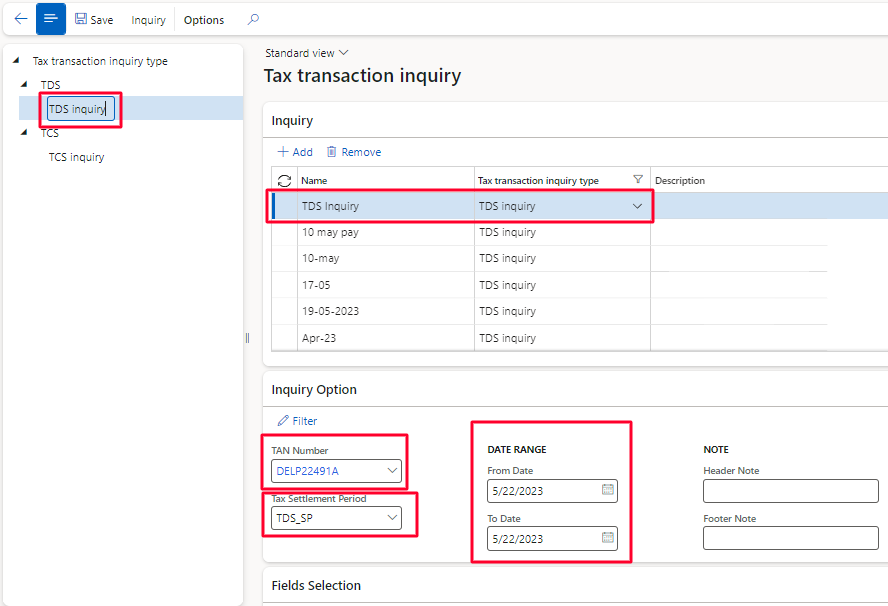 Save Inquiry Options
Tax transaction inquiry type
TDS
TDS inquiry
TCS
TCS inquiry
Standard view
Tax transaction inquiry
Inquiry
Add Remove
Name Tax transaction inquiry type Description
TDS Inquiry TDS inquiry
10 may pay TDS inquiry
10-may TDS inquiry
17-05 TDS inquiry
19-05-2023 TDS inquiry
Apr-23 TDS inquiry
Inquiry Option
Filter
TAN Number
DELP22491A
Tax Settlement Period
TDS_SP
DATE RANGE
From Date
5/22/2023
To Date
5/22/2023
NOTE
Header Note
Footer Note
Fields Selection